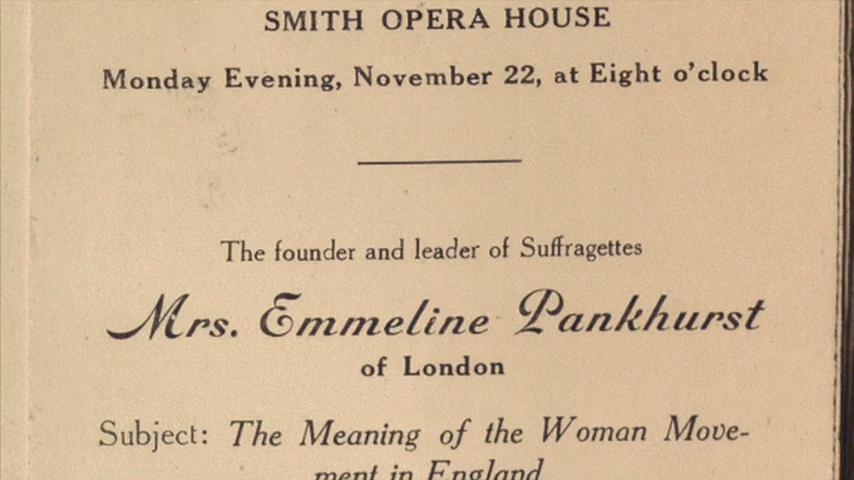 SMITH OPERA HOUSE
Monday Evening, November 22, at Eight o'clock
The founder and leader of Suffragettes
Mrs. Emmeline Pankhurst
of London
Subject: The Meaning of the Woman Move-
ment in England